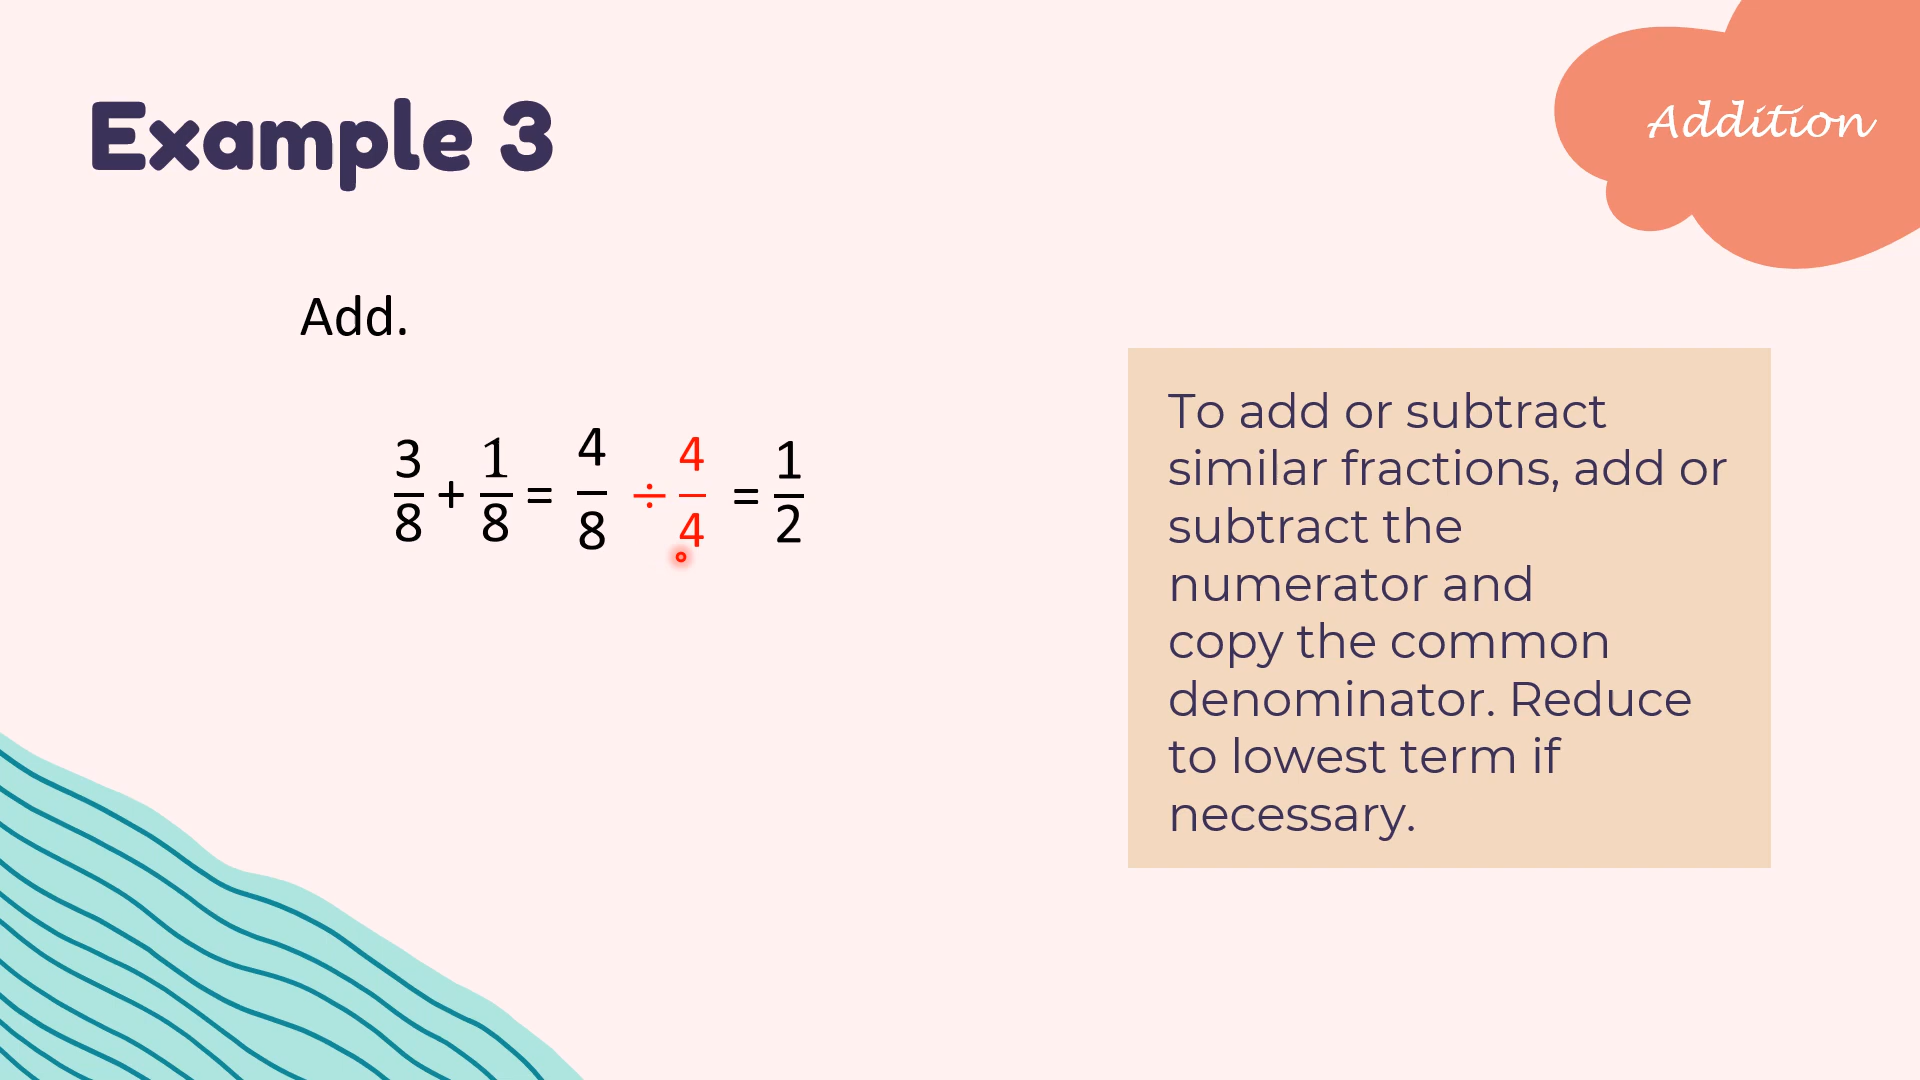 Example 3
Addition
Add.
3/8 + 1/8 = 4/8 ÷ 4/4 = 1/2
To add or subtract
similar fractions, add or
subtract the
numerator and
copy the common
denominator. Reduce
to lowest term if
necessary.